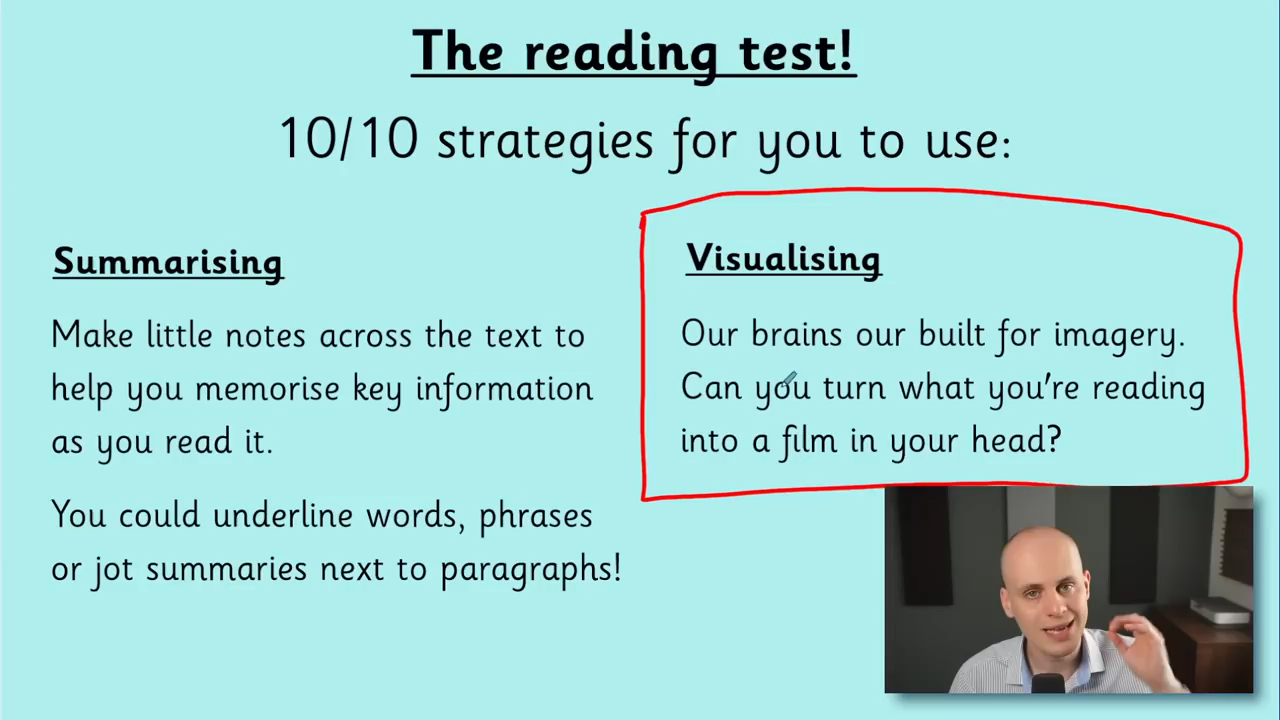 The reading test!
10/10 strategies for you to use:
Summarising
Make little notes across the text to
help you memorise key information
as you read it.
You could underline words, phrases
or jot summaries next to paragraphs!
Visualising
Our brains our built for imagery.
Can you turn what you're reading
into a film in your head?